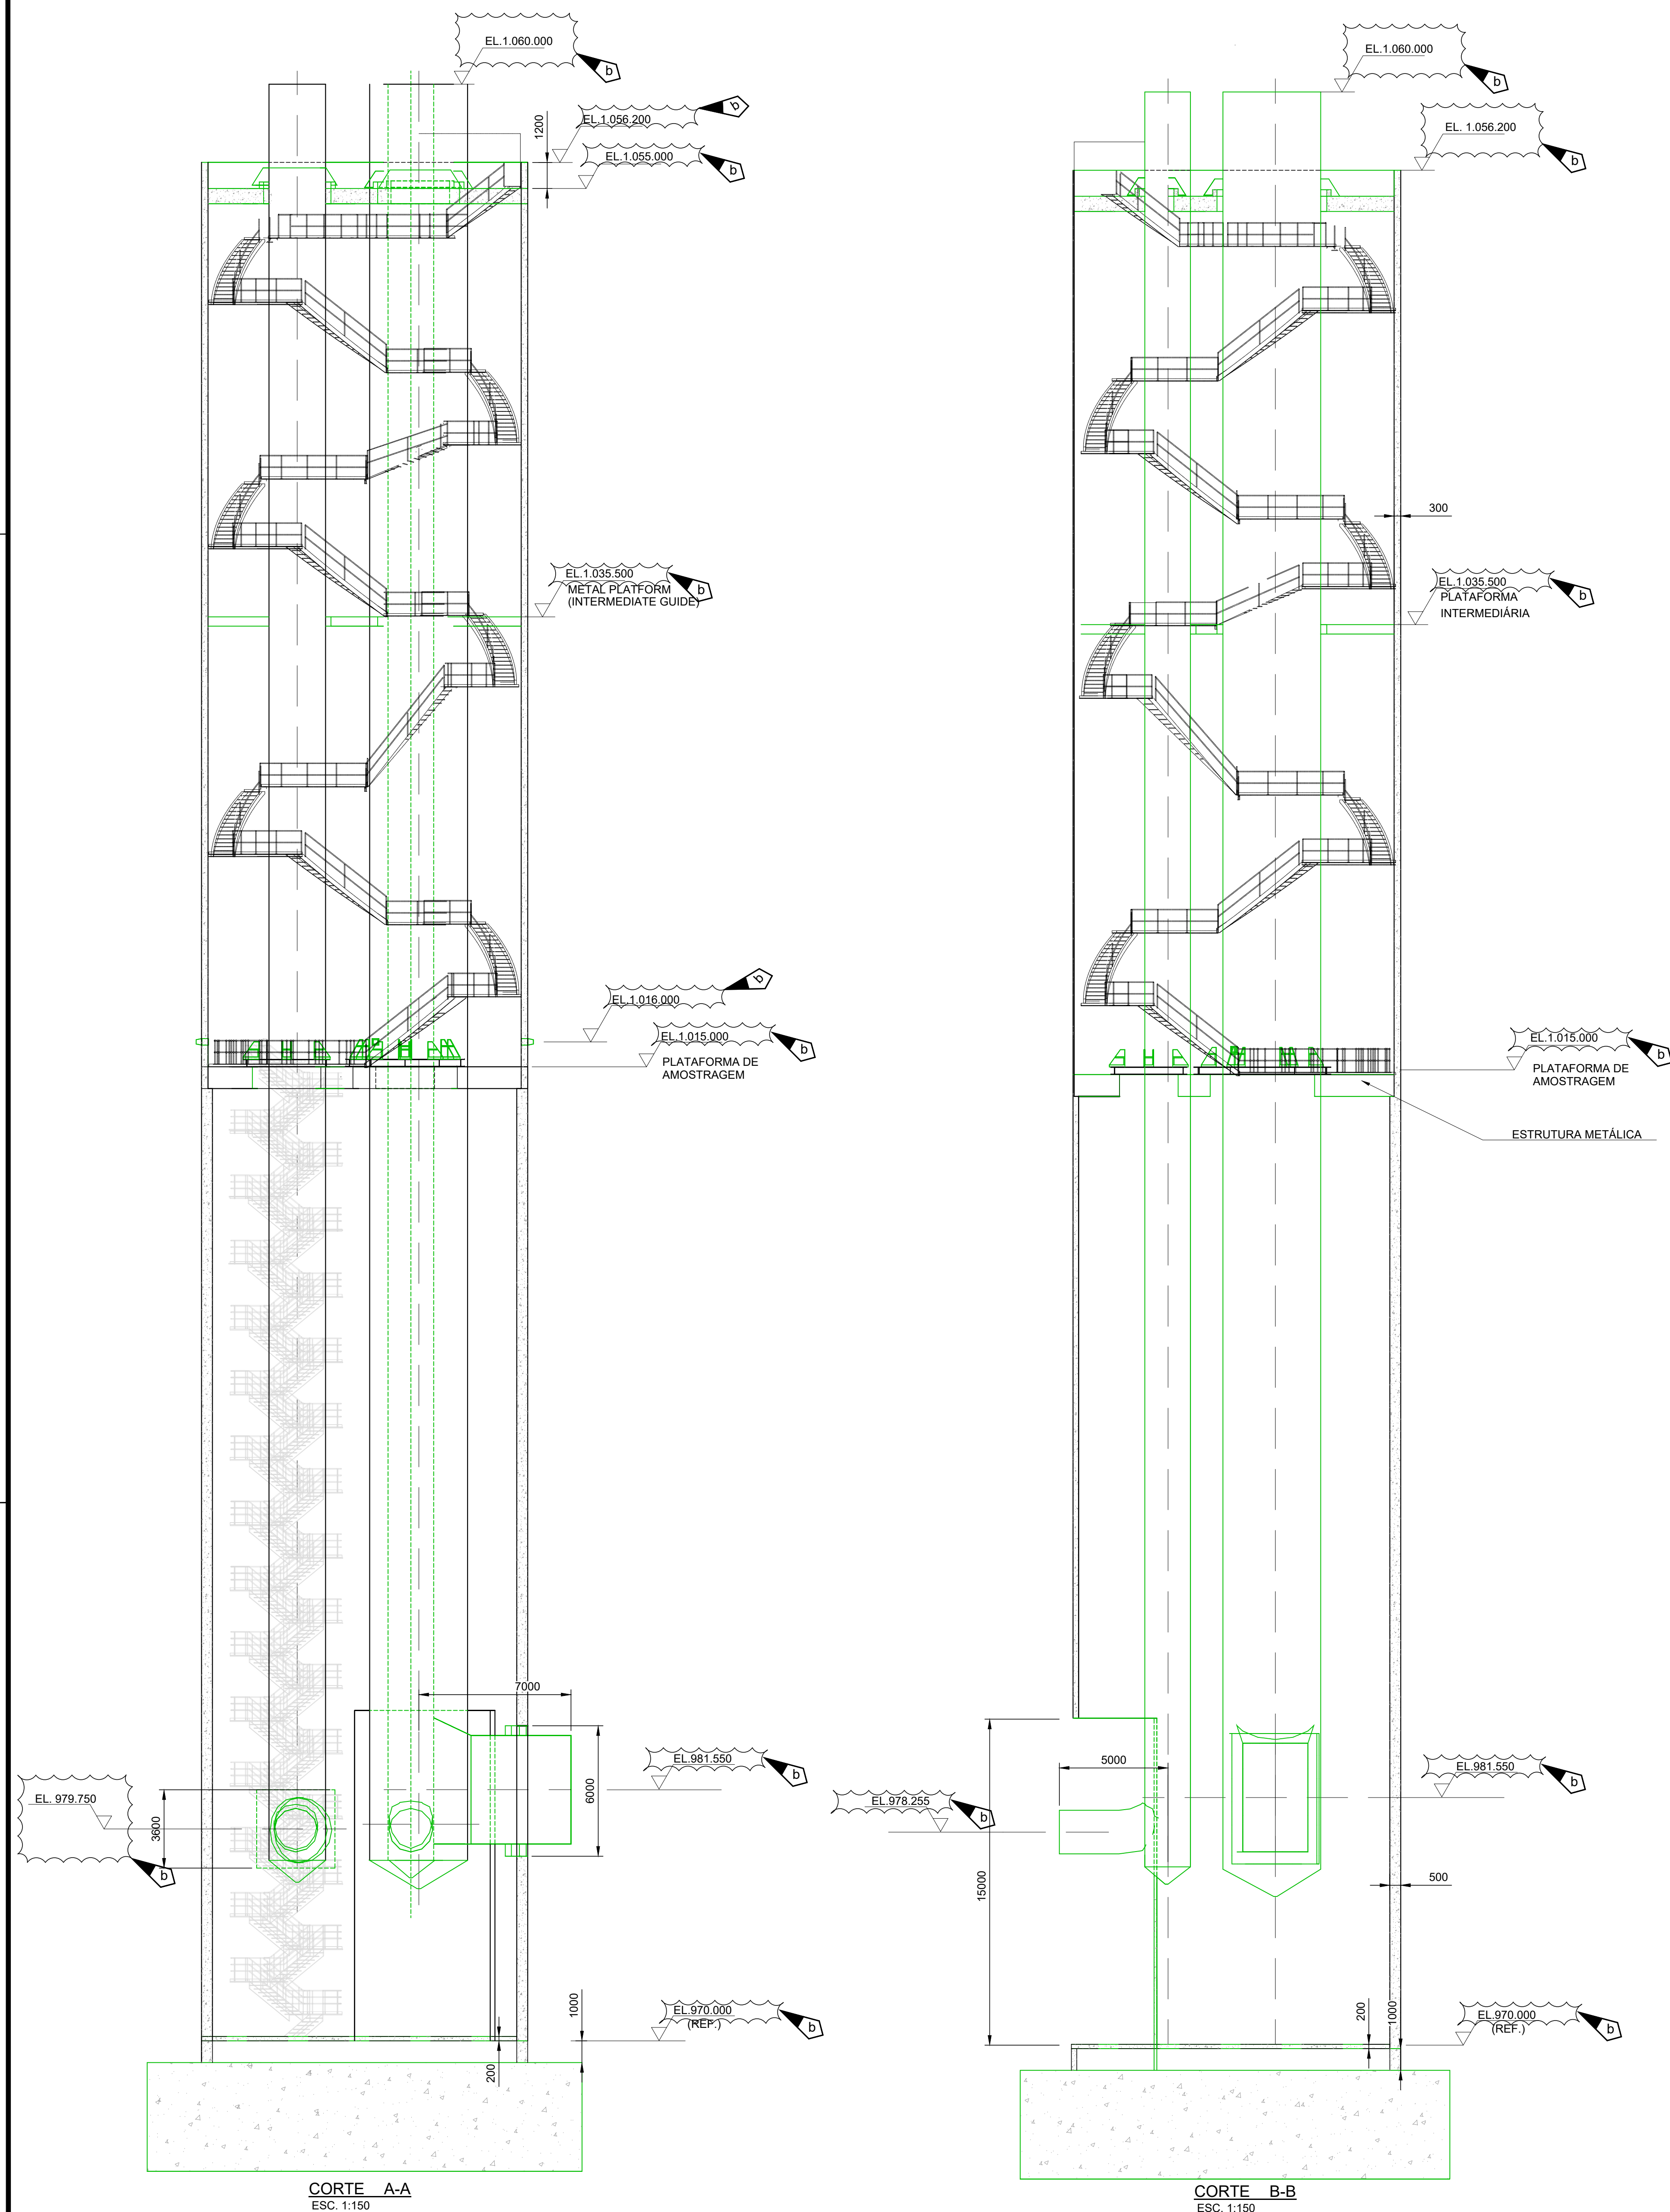 EL.1.060.000
b
EL.1.056.200
b
1200
EL.1.055.000
b
EL.1.035.500
b
METAL PLATFORM
(INTERMEDIATE GUIDE)
EL.1.016.000
b
EL.1.015.000
b
PLATAFORMA DE
AMOSTRAGEM
7000
EL.981.550
b
6000
EL. 979.750
3600
b
EL.970.000
b
(REF.)
1000
200
CORTE A-A
ESC. 1:150
EL.1.060.000
b
EL. 1.056.200
b
300
EL.1.035.500
b
PLATAFORMA
INTERMEDIÁRIA
EL.1.015.000
b
PLATAFORMA DE
AMOSTRAGEM
ESTRUTURA METÁLICA
5000
EL.981.550
b
EL.978.255
b
15000
500
200
1000
EL.970.000
b
(REF.)
CORTE B-B
ESC. 1:150